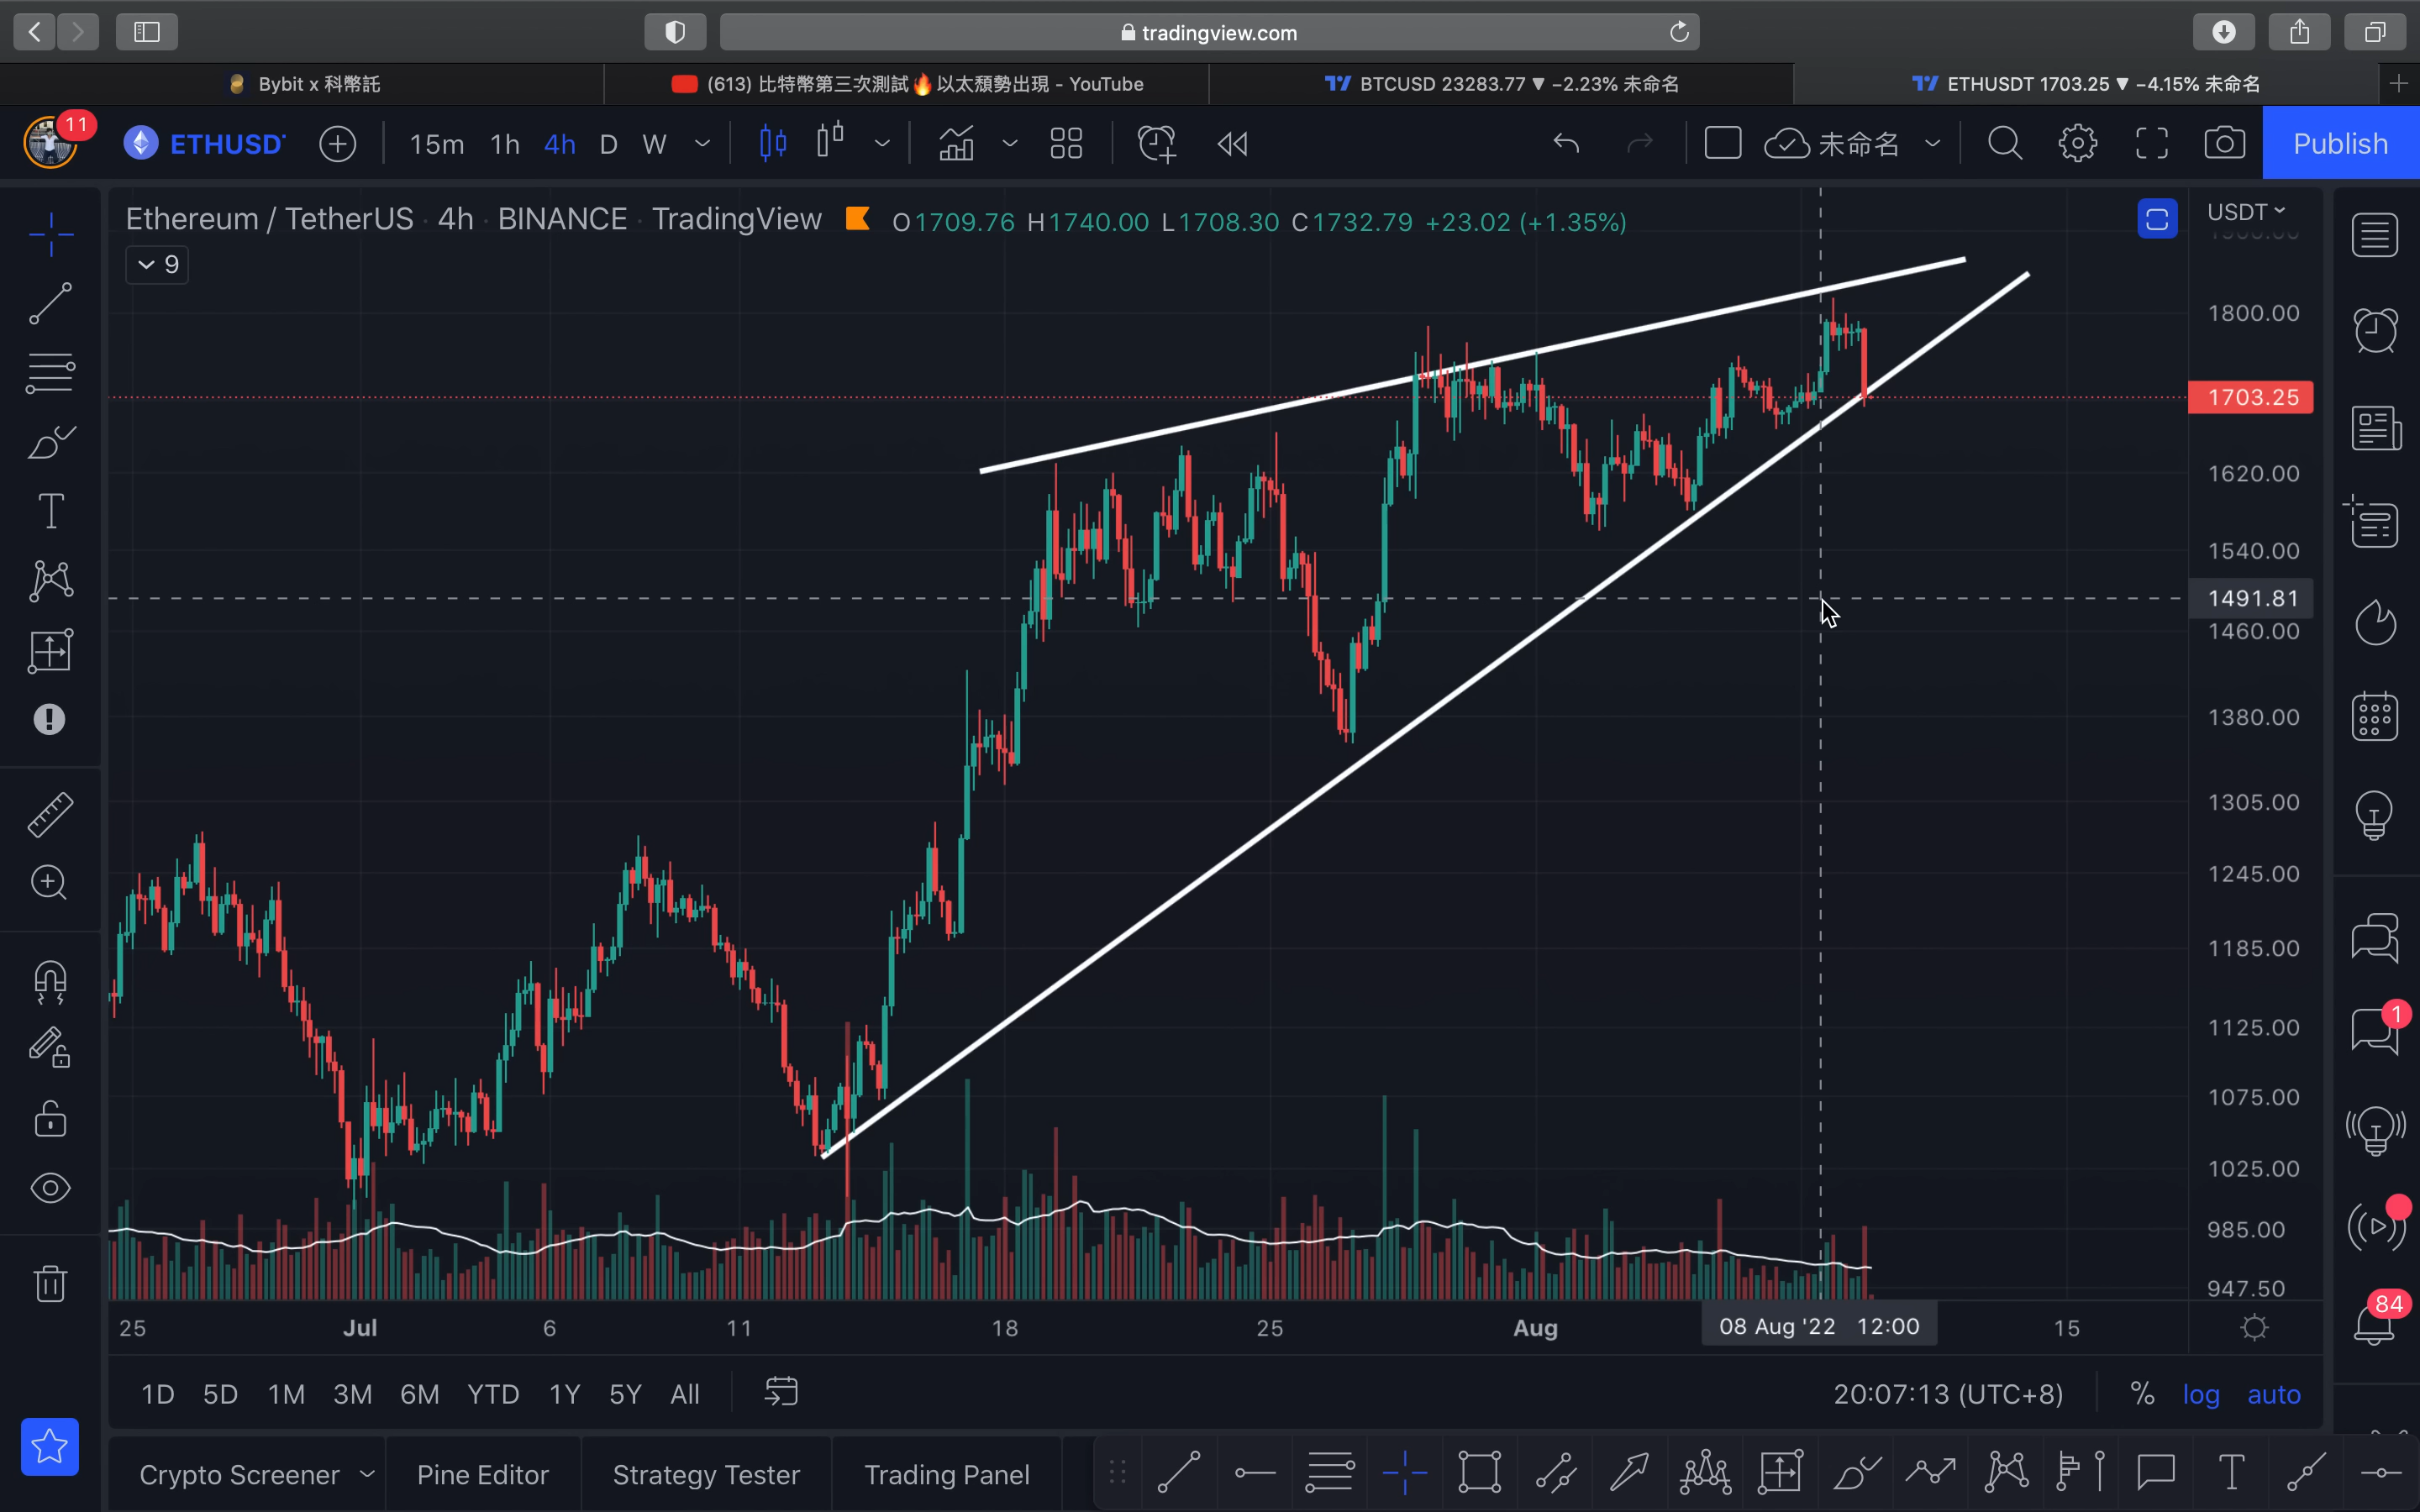 tradingview.com
Bybit x 科幣託
(613) 比特幣第三次測試🔥以太頹勢出現 - YouTube
BTCUSD 23283.77 ▼ −2.23% 未命名
ETHUSDT 1703.25 ▼ −4.15% 未命名
11
ETHUSD
15m 1h 4h D W
未命名
Publish
Ethereum / TetherUS · 4h · BINANCE · TradingView O1709.76 H1740.00 L1708.30 C1732.79 +23.02 (+1.35%)
9
USDT
1800.00
1703.25
1620.00
1540.00
1491.81
1460.00
1380.00
1305.00
1245.00
1185.00
1125.00
1075.00
1025.00
985.00
947.50
1
84
25 Jul 6 11 18 25 Aug 08 Aug '22 12:00 15
1D 5D 1M 3M 6M YTD 1Y 5Y All
20:07:13 (UTC+8) % log auto
Crypto Screener Pine Editor Strategy Tester Trading Panel